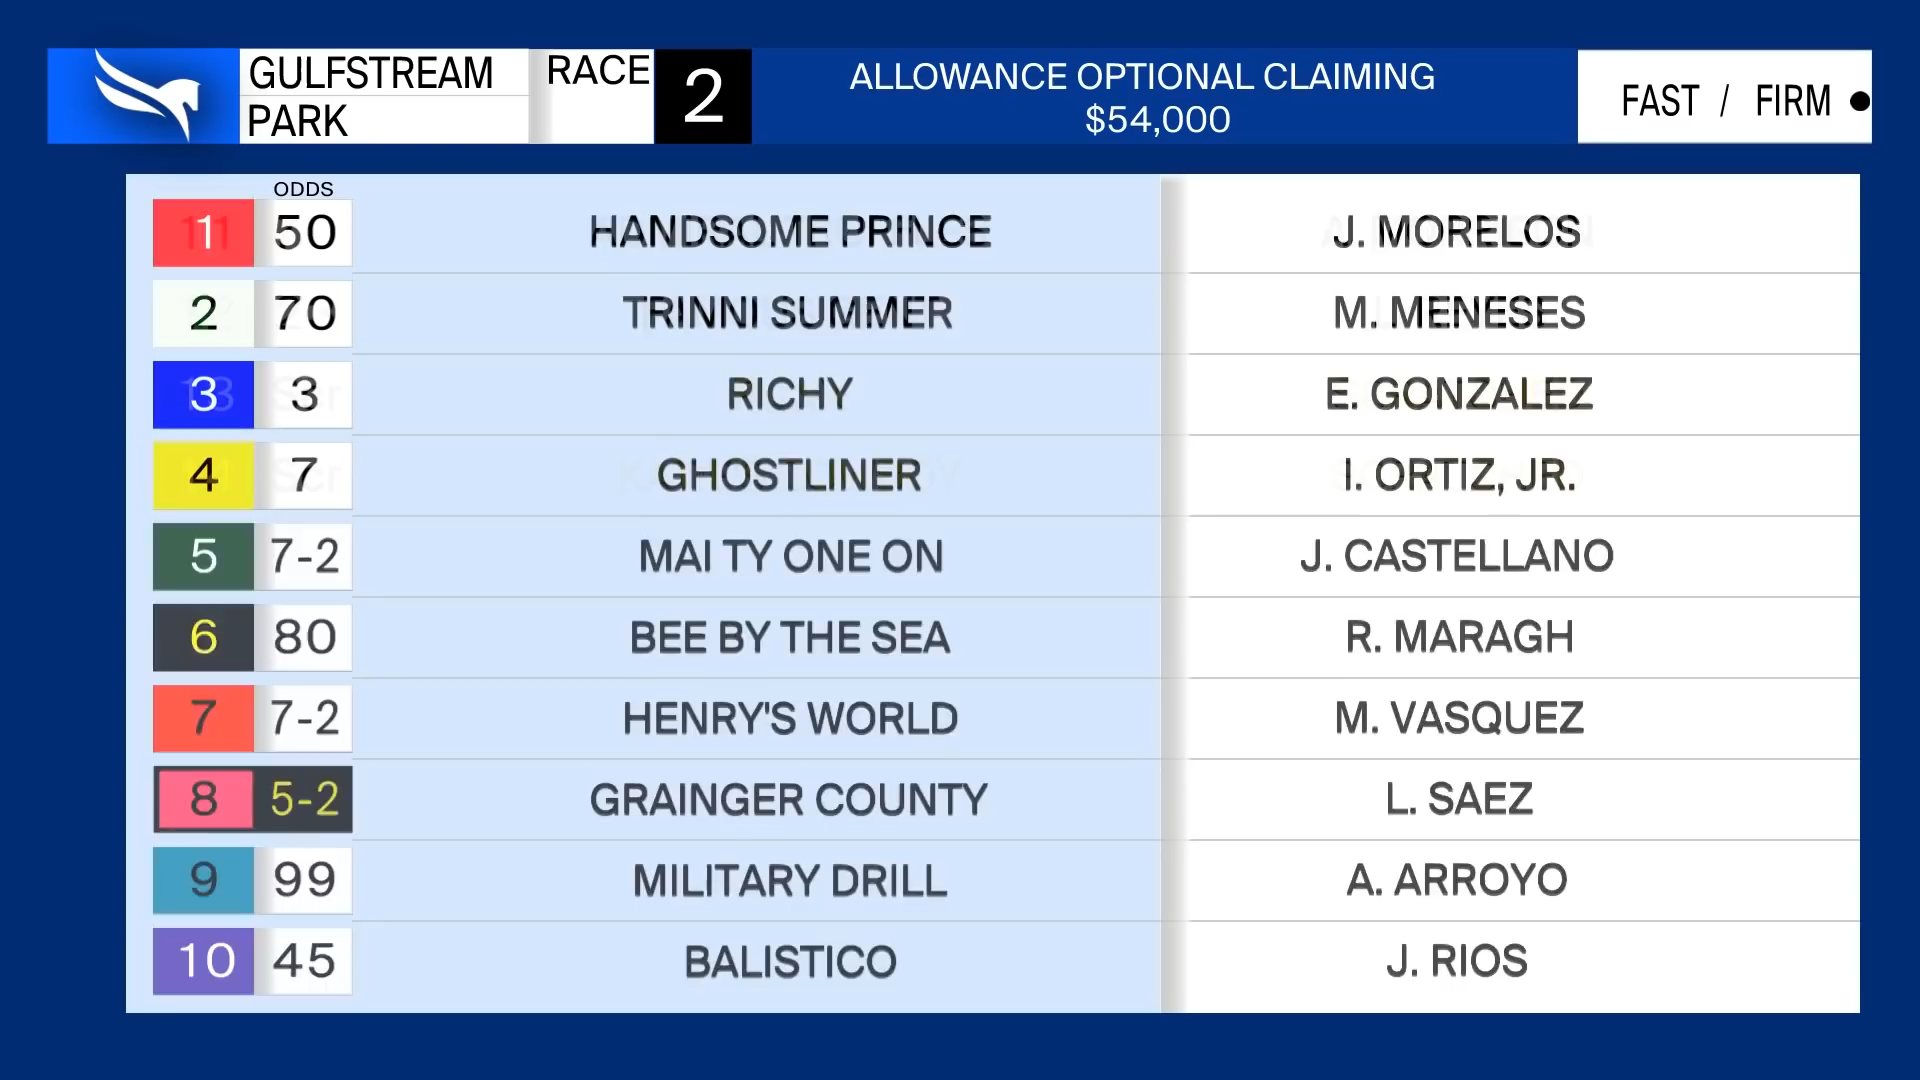 GULFSTREAM PARK
RACE 2
ALLOWANCE OPTIONAL CLAIMING
$54,000
FAST / FIRM
ODDS
1 50 HANDSOME PRINCE J. MORELOS
2 70 TRINNI SUMMER M. MENESES
3 3 RICHY E. GONZALEZ
4 7 GHOSTLINER I. ORTIZ, JR.
5 7-2 MAI TY ONE ON J. CASTELLANO
6 80 BEE BY THE SEA R. MARAGH
7 7-2 HENRY'S WORLD M. VASQUEZ
8 5-2 GRAINGER COUNTY L. SAEZ
9 99 MILITARY DRILL A. ARROYO
10 45 BALISTICO J. RIOS